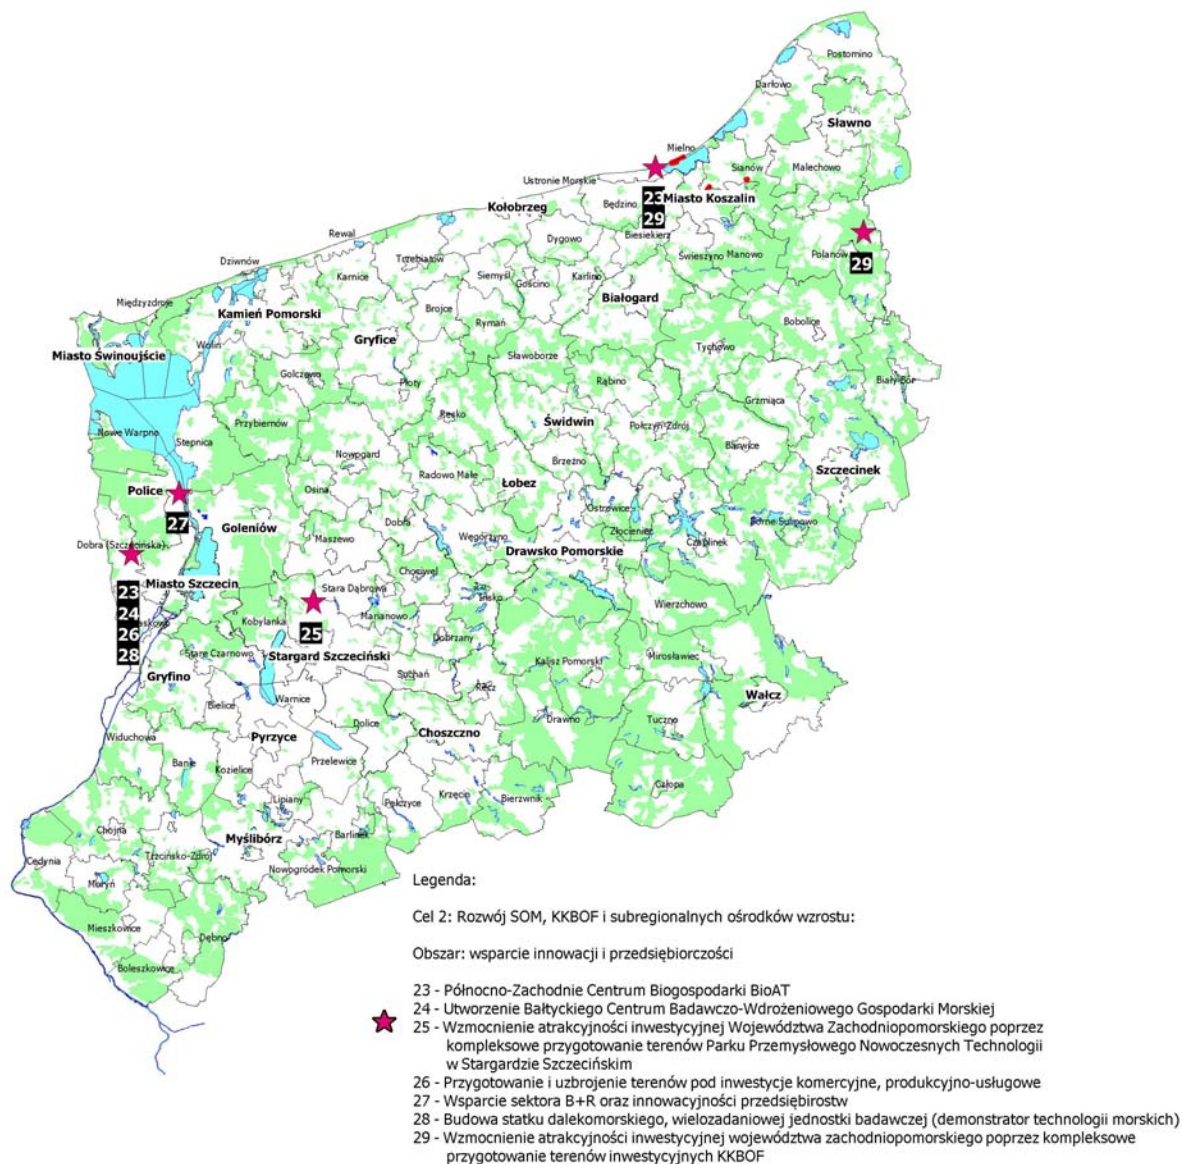 Postomino
Darłowo
Sławno
Mielno
Sianów
Malechowo
Ustronie Morskie
Będzino
23
Miasto Koszalin
Kołobrzeg
29
Rewal
Dygowo
Biesiekierz
Polanów
29
Świeszyno
Manowo
Dziwnów
Trzebiatów
Siemyśl
Karlino
Karnice
Gościno
Białogard
Międzyzdroje
Kamień Pomorski
Brojce
Rymań
Bobolice
Gryfice
Wolin
Tychowo
Miasto Świnoujście
Sławoborze
Golczewo
Płoty
Rąbino
Biały Bór
Grzmiąca
Resko
Świdwin
Połczyn Zdrój
Przybiernów
Nowe Warpno
Stepnica
Barwice
Nowogard
Brzeżno
Radowo Małe
Szczecinek
Łobez
Police
Osina
Ostrowice
27
Goleniów
Dobra
Borne Sulinowo
Złocieniec
Maszewo
Węgorzyno
Czaplinek
Dobra (Szczecińska)
Drawsko Pomorskie
Chociwel
Miasto Szczecin
23
Stara Dąbrowa
Ińsko
Wierzchowo
24
Marianowo
Kobylanka
26
25
Dobrzany
28
Stare Czarnowo
Stargard Szczeciński
Mirosławiec
Kalisz Pomorski
Gryfino
Suchań
Recz
Wałcz
Bielice
Warnice
Dolice
Drawno
Tuczno
Widuchowa
Pyrzyce
Choszczno
Banie
Kozielice
Przelewice
Człopa
Krzęcin
Bierzwnik
Lipiany
Pełczyce
Chojna
Myślibórz
Barlinek
Cedynia
Trzcińsko-Zdrój
Nowogródek Pomorski
Moryń
Mieszkowice
Dębno
Boleszkowice
Legenda:
Cel 2: Rozwój SOM, KKBOF i subregionalnych ośrodków wzrostu:
Obszar: wsparcie innowacji i przedsiębiorczości
23 - Północno-Zachodnie Centrum Biogospodarki BioAT
24 - Utworzenie Bałtyckiego Centrum Badawczo-Wdrożeniowego Gospodarki Morskiej
25 - Wzmocnienie atrakcyjności inwestycyjnej Województwa Zachodniopomorskiego poprzez
kompleksowe przygotowanie terenów Parku Przemysłowego Nowoczesnych Technologii
w Stargardzie Szczecińskim
26 - Przygotowanie i uzbrojenie terenów pod inwestycje komercyjne, produkcyjno-usługowe
27 - Wsparcie sektora B+R oraz innowacyjności przedsiębirostw
28 - Budowa statku dalekomorskiego, wielozadaniowej jednostki badawczej (demonstrator technologii morskich)
29 - Wzmocnienie atrakcyjności inwestycyjnej województwa zachodniopomorskiego poprzez kompleksowe
przygotowanie terenów inwestycyjnych KKBOF